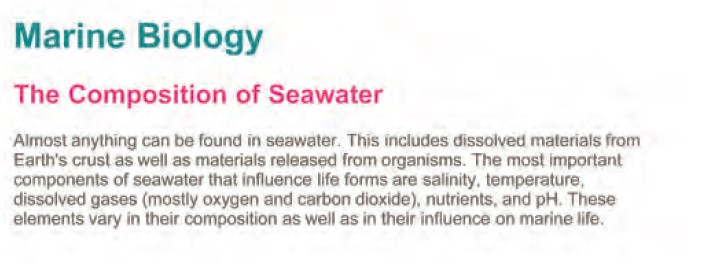 Marine Biology
The Composition of Seawater
Almost anything can be found in seawater. This includes dissolved materials from
Earth's crust as well as materials released from organisms. The most important
components of seawater that influence life forms are salinity, temperature,
dissolved gases (mostly oxygen and carbon dioxide), nutrients, and pH. These
elements vary in their composition as well as in their influence on marine life.